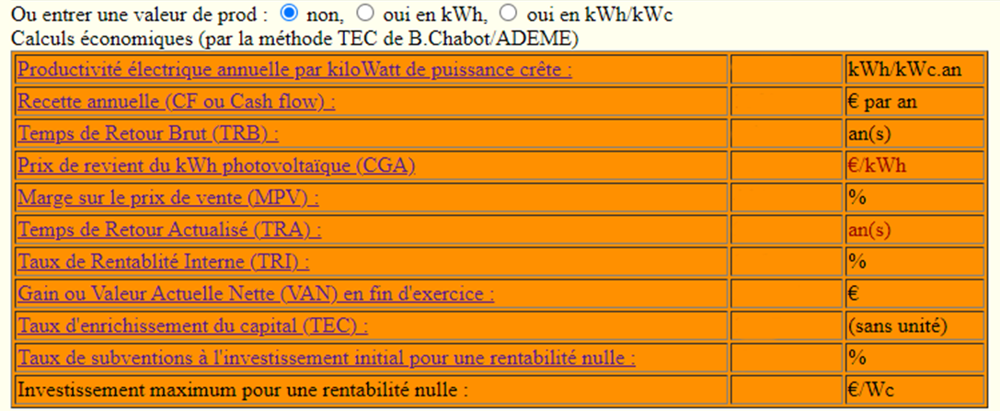 Ou entrer une valeur de prod : non, oui en kWh, oui en kWh/kWc
Calculs économiques (par la méthode TEC de B.Chabot/ADEME)
Productivité électrique annuelle par kiloWatt de puissance crête : kWh/kWc.an
Recette annuelle (CF ou Cash flow) : € par an
Temps de Retour Brut (TRB) : an(s)
Prix de revient du kWh photovoltaïque (CGA) €/kWh
Marge sur le prix de vente (MPV) : %
Temps de Retour Actualisé (TRA) : an(s)
Taux de Rentablité Interne (TRI) : %
Gain ou Valeur Actuelle Nette (VAN) en fin d'exercice : €
Taux d'enrichissement du capital (TEC) : (sans unité)
Taux de subventions à l'investissement initial pour une rentabilité nulle : %
Investissement maximum pour une rentabilité nulle : €/Wc